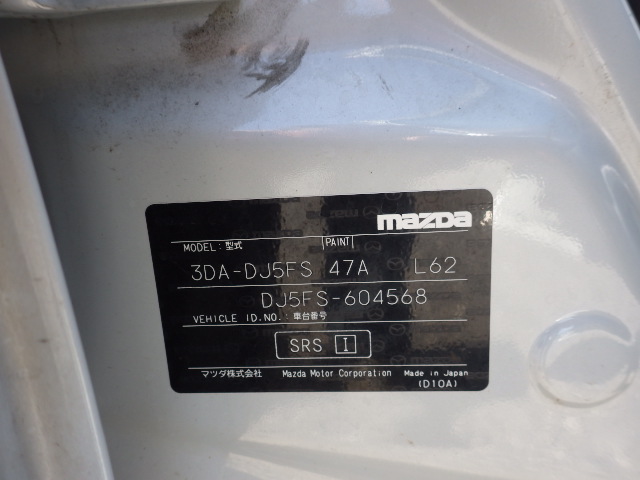 mazda
MODEL: 型式 PAINT
3DA-DJ5FS 47A L62
DJ5FS-604568
VEHICLE ID.NO.: 車台番号
SRS I
マツダ株式会社 Mazda Motor Corporation Made in Japan
(D10A)